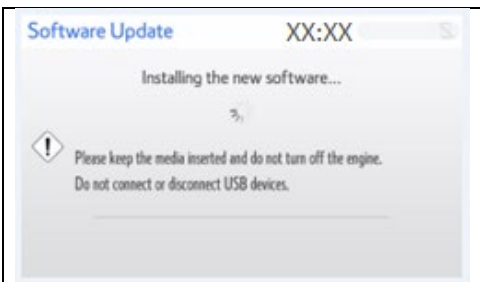 Software Update XX:XX
Installing the new software...
Please keep the media inserted and do not turn off the engine.
Do not connect or disconnect USB devices.